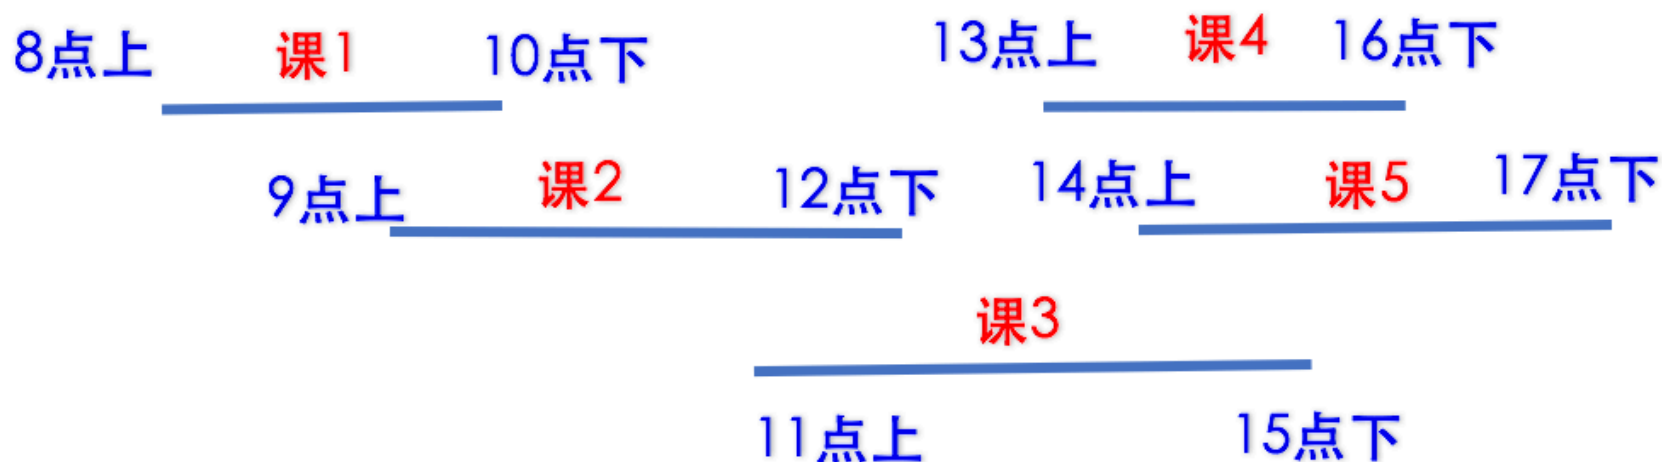 8点上 课1 10点下 13点上 课4 16点下
9点上 课2 12点下 14点上 课5 17点下
课3
11点上 15点下